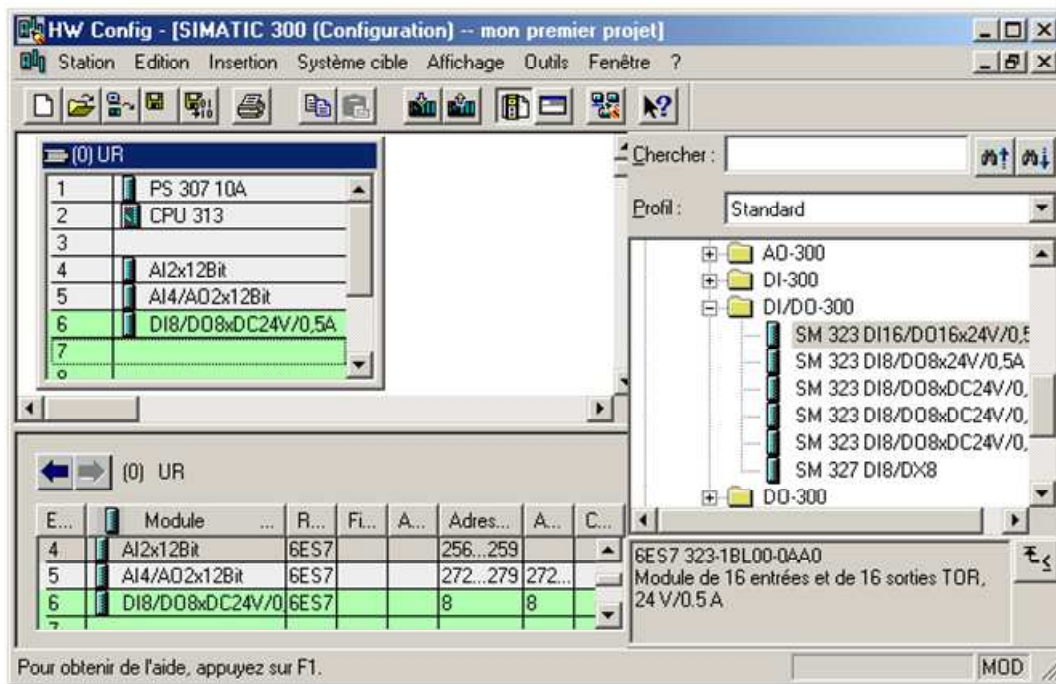 HW Config - [SIMATIC 300 (Configuration) -- mon premier projet]
Station Edition Insertion Système cible Affichage Outils Fenêtre ?
(0) UR
1 PS 307 10A
2 CPU 313
3
4 AI2x12Bit
5 AI4/AO2x12Bit
6 DI8/DO8xDC24V/0,5A
7
Chercher :
Profil : Standard
AO-300
DI-300
DI/DO-300
SM 323 DI16/DO16x24V/0,5
SM 323 DI8/DO8x24V/0,5A
SM 323 DI8/DO8xDC24V/0,
SM 323 DI8/DO8xDC24V/0,
SM 323 DI8/DO8xDC24V/0,
SM 327 DI8/DX8
DO-300
(0) UR
E... Module ... R... Fi... A... Adres... A... C...
4 AI2x12Bit 6ES7 256...259
5 AI4/AO2x12Bit 6ES7 272...279 272...
6 DI8/DO8xDC24V/0, 6ES7 8 8
7
6ES7 323-1BL00-0AA0
Module de 16 entrées et de 16 sorties TOR,
24 V/0.5 A
Pour obtenir de l'aide, appuyez sur F1.
MOD